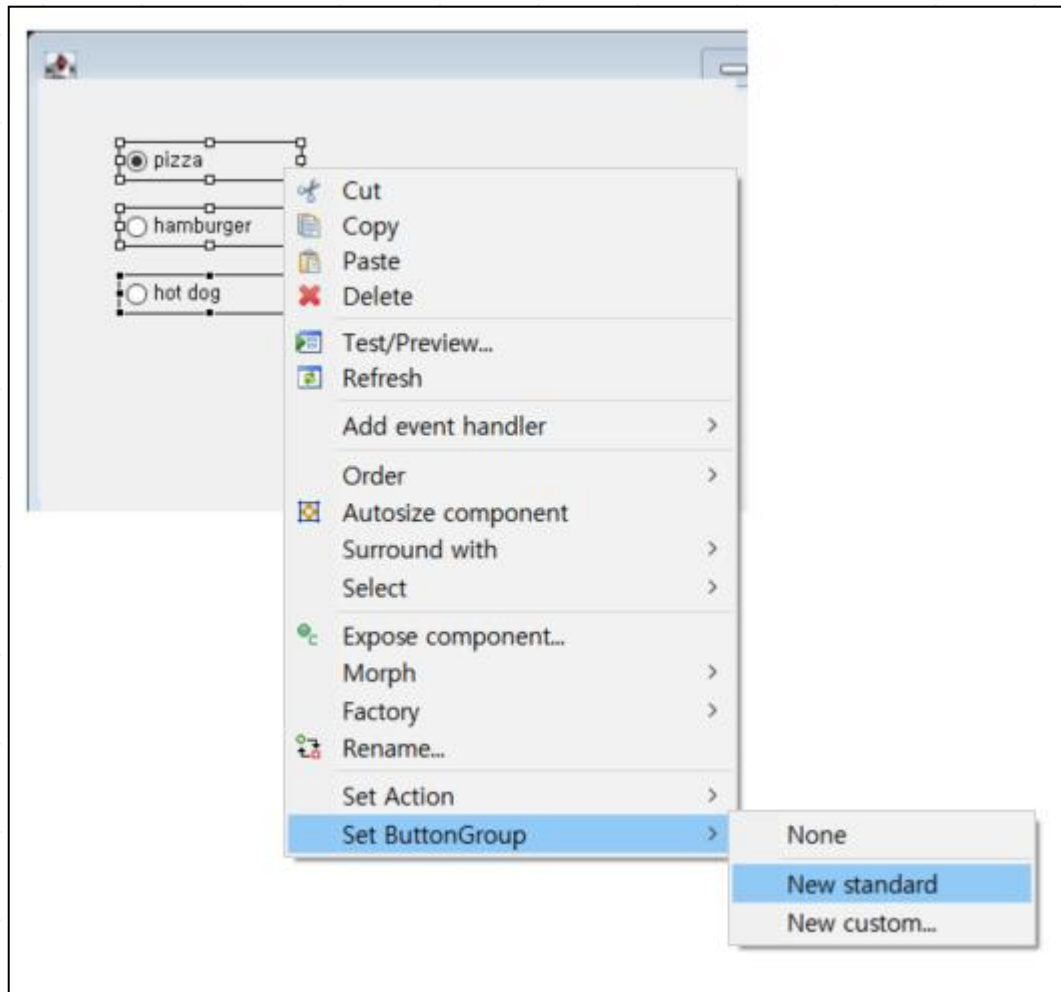 pizza
hamburger
hot dog
Cut
Copy
Paste
Delete
Test/Preview...
Refresh
Add event handler
Order
Autosize component
Surround with
Select
Expose component...
Morph
Factory
Rename...
Set Action
Set ButtonGroup
None
New standard
New custom...